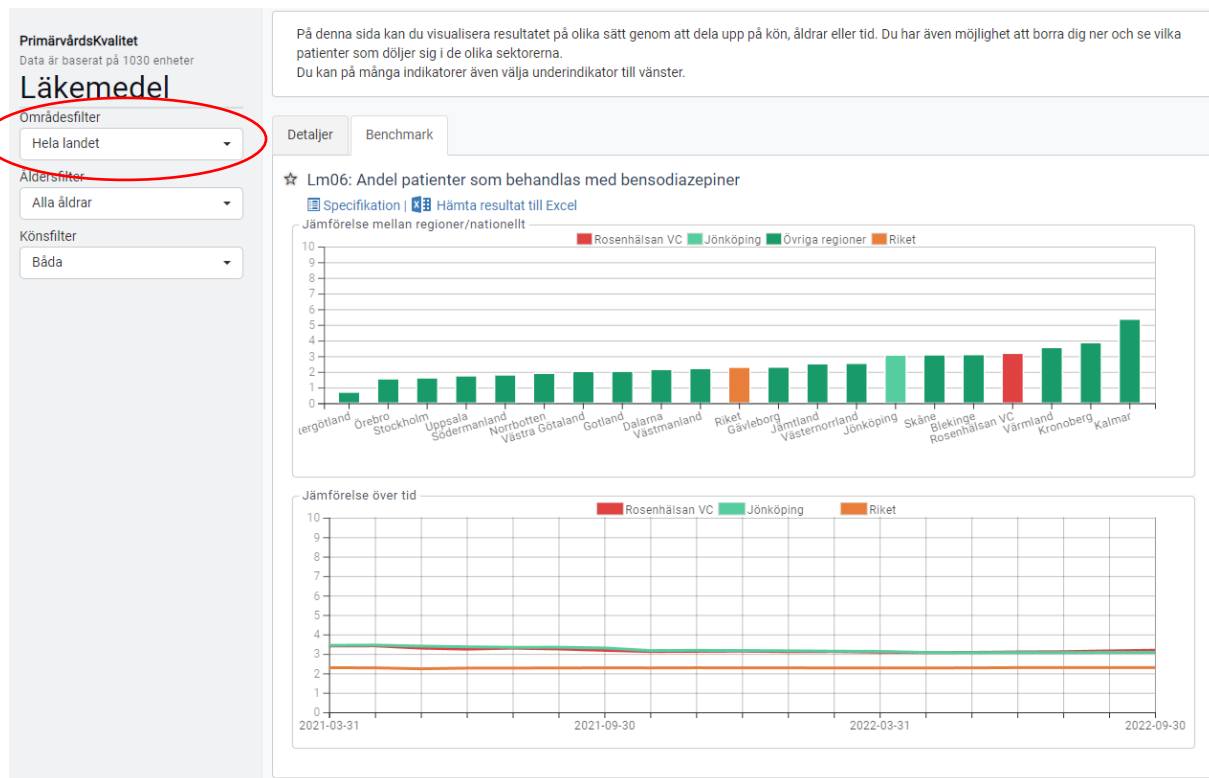 PrimärvårdsKvalitet
Data är baserat på 1030 enheter
Läkemedel
Områdesfilter
Hela landet
Åldersfilter
Alla åldrar
Könsfilter
Båda
På denna sida kan du visualisera resultatet på olika sätt genom att dela upp på kön, åldrar eller tid. Du har även möjlighet att borra dig ner och se vilka
patienter som döljer sig i de olika sektorerna.
Du kan på många indikatorer även välja underindikator till vänster.
Detaljer Benchmark
Lm06: Andel patienter som behandlas med bensodiazepiner
Specifikation | Hämta resultat till Excel
Jämförelse mellan regioner/nationellt
Rosenhälsan VC Jönköping Övriga regioner Riket
10
9
8
7
6
5
4
3
2
1
0
ergötland Örebro Stockholm Uppsala Södermanland Norrbotten Västra Götaland Gotland Dalarna Västmanland Riket Gävleborg Jämtland Västernorrland Jönköping Skåne Blekinge Rosenhälsan VC Värmland Kronoberg Kalmar
Jämförelse över tid
Rosenhälsan VC Jönköping Riket
10
9
8
7
6
5
4
3
2
1
0
2021-03-31 2021-09-30 2022-03-31 2022-09-30